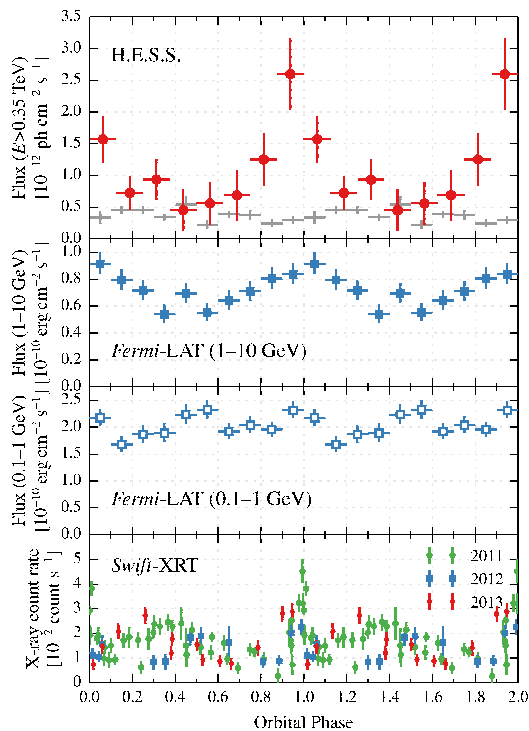 3.5
3.0
2.5
2.0
1.5
1.0
0.5
0.0
Flux (E>0.35 TeV)
[10⁻¹² ph cm⁻² s⁻¹]
H.E.S.S.
1.0
0.8
0.6
0.4
0.2
0.0
Flux (1–10 GeV)
[10⁻¹⁰ erg cm⁻² s⁻¹]
Fermi-LAT (1–10 GeV)
2.5
2.0
1.5
1.0
0.5
0.0
Flux (0.1–1 GeV)
[10⁻¹⁰ erg cm⁻² s⁻¹]
Fermi-LAT (0.1–1 GeV)
5
4
3
2
1
0
X-ray count rate
[10⁻² count s⁻¹]
Swift-XRT
2011
2012
2013
0.0 0.2 0.4 0.6 0.8 1.0 1.2 1.4 1.6 1.8 2.0
Orbital Phase